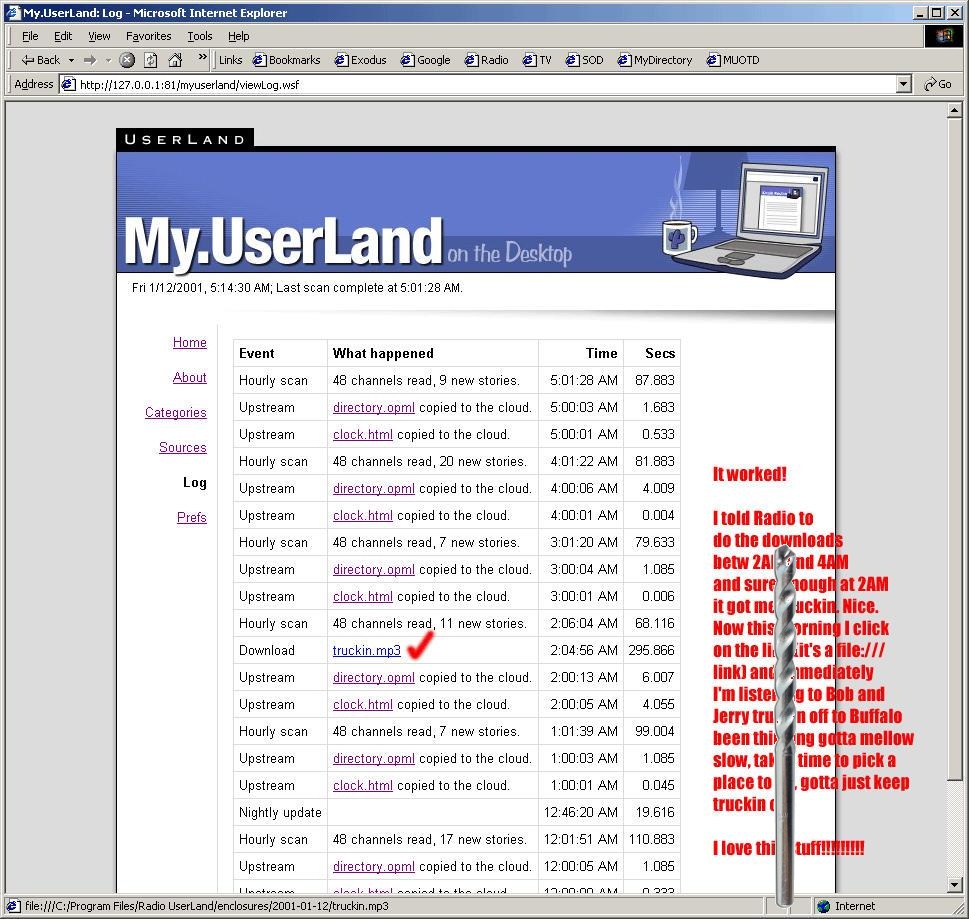 My.UserLand: Log - Microsoft Internet Explorer
File Edit View Favorites Tools Help
Back » Links Bookmarks Exodus Google Radio TV SOD MyDirectory MUOTD
Address http://127.0.0.1:81/myuserland/viewLog.wsf Go
USERLAND
My.UserLand on the Desktop
Fri 1/12/2001, 5:14:30 AM; Last scan complete at 5:01:28 AM.
Home
About
Categories
Sources
Log
Prefs
Event What happened Time Secs
Hourly scan 48 channels read, 9 new stories. 5:01:28 AM 87.883
Upstream directory.opml copied to the cloud. 5:00:03 AM 1.683
Upstream clock.html copied to the cloud. 5:00:01 AM 0.533
Hourly scan 48 channels read, 20 new stories. 4:01:22 AM 81.883
Upstream directory.opml copied to the cloud. 4:00:06 AM 4.009
Upstream clock.html copied to the cloud. 4:00:01 AM 0.004
Hourly scan 48 channels read, 7 new stories. 3:01:20 AM 79.633
Upstream directory.opml copied to the cloud. 3:00:04 AM 1.085
Upstream clock.html copied to the cloud. 3:00:01 AM 0.006
Hourly scan 48 channels read, 11 new stories. 2:06:04 AM 68.116
Download truckin.mp3 2:04:56 AM 295.866
Upstream directory.opml copied to the cloud. 2:00:13 AM 6.007
Upstream clock.html copied to the cloud. 2:00:05 AM 4.055
Hourly scan 48 channels read, 7 new stories. 1:01:39 AM 99.004
Upstream directory.opml copied to the cloud. 1:00:03 AM 1.085
Upstream clock.html copied to the cloud. 1:00:01 AM 0.045
Nightly update 12:46:20 AM 19.616
Hourly scan 48 channels read, 17 new stories. 12:01:51 AM 110.883
Upstream directory.opml copied to the cloud. 12:00:05 AM 1.085
Upstream clock.html copied to the cloud. 12:00:00 AM 0.333
It worked!
I told Radio to
do the downloads
betw 2AM and 4AM
and sure enough at 2AM
it got me truckin. Nice.
Now this morning I click
on the link (it's a file:///
link) and immediately
I'm listening to Bob and
Jerry truckin off to Buffalo
been thinking gotta mellow
slow, take time to pick a
place to go, gotta just keep
truckin
I love this stuff!!!!!!!!!
file:///C:/Program Files/Radio UserLand/enclosures/2001-01-12/truckin.mp3 Internet